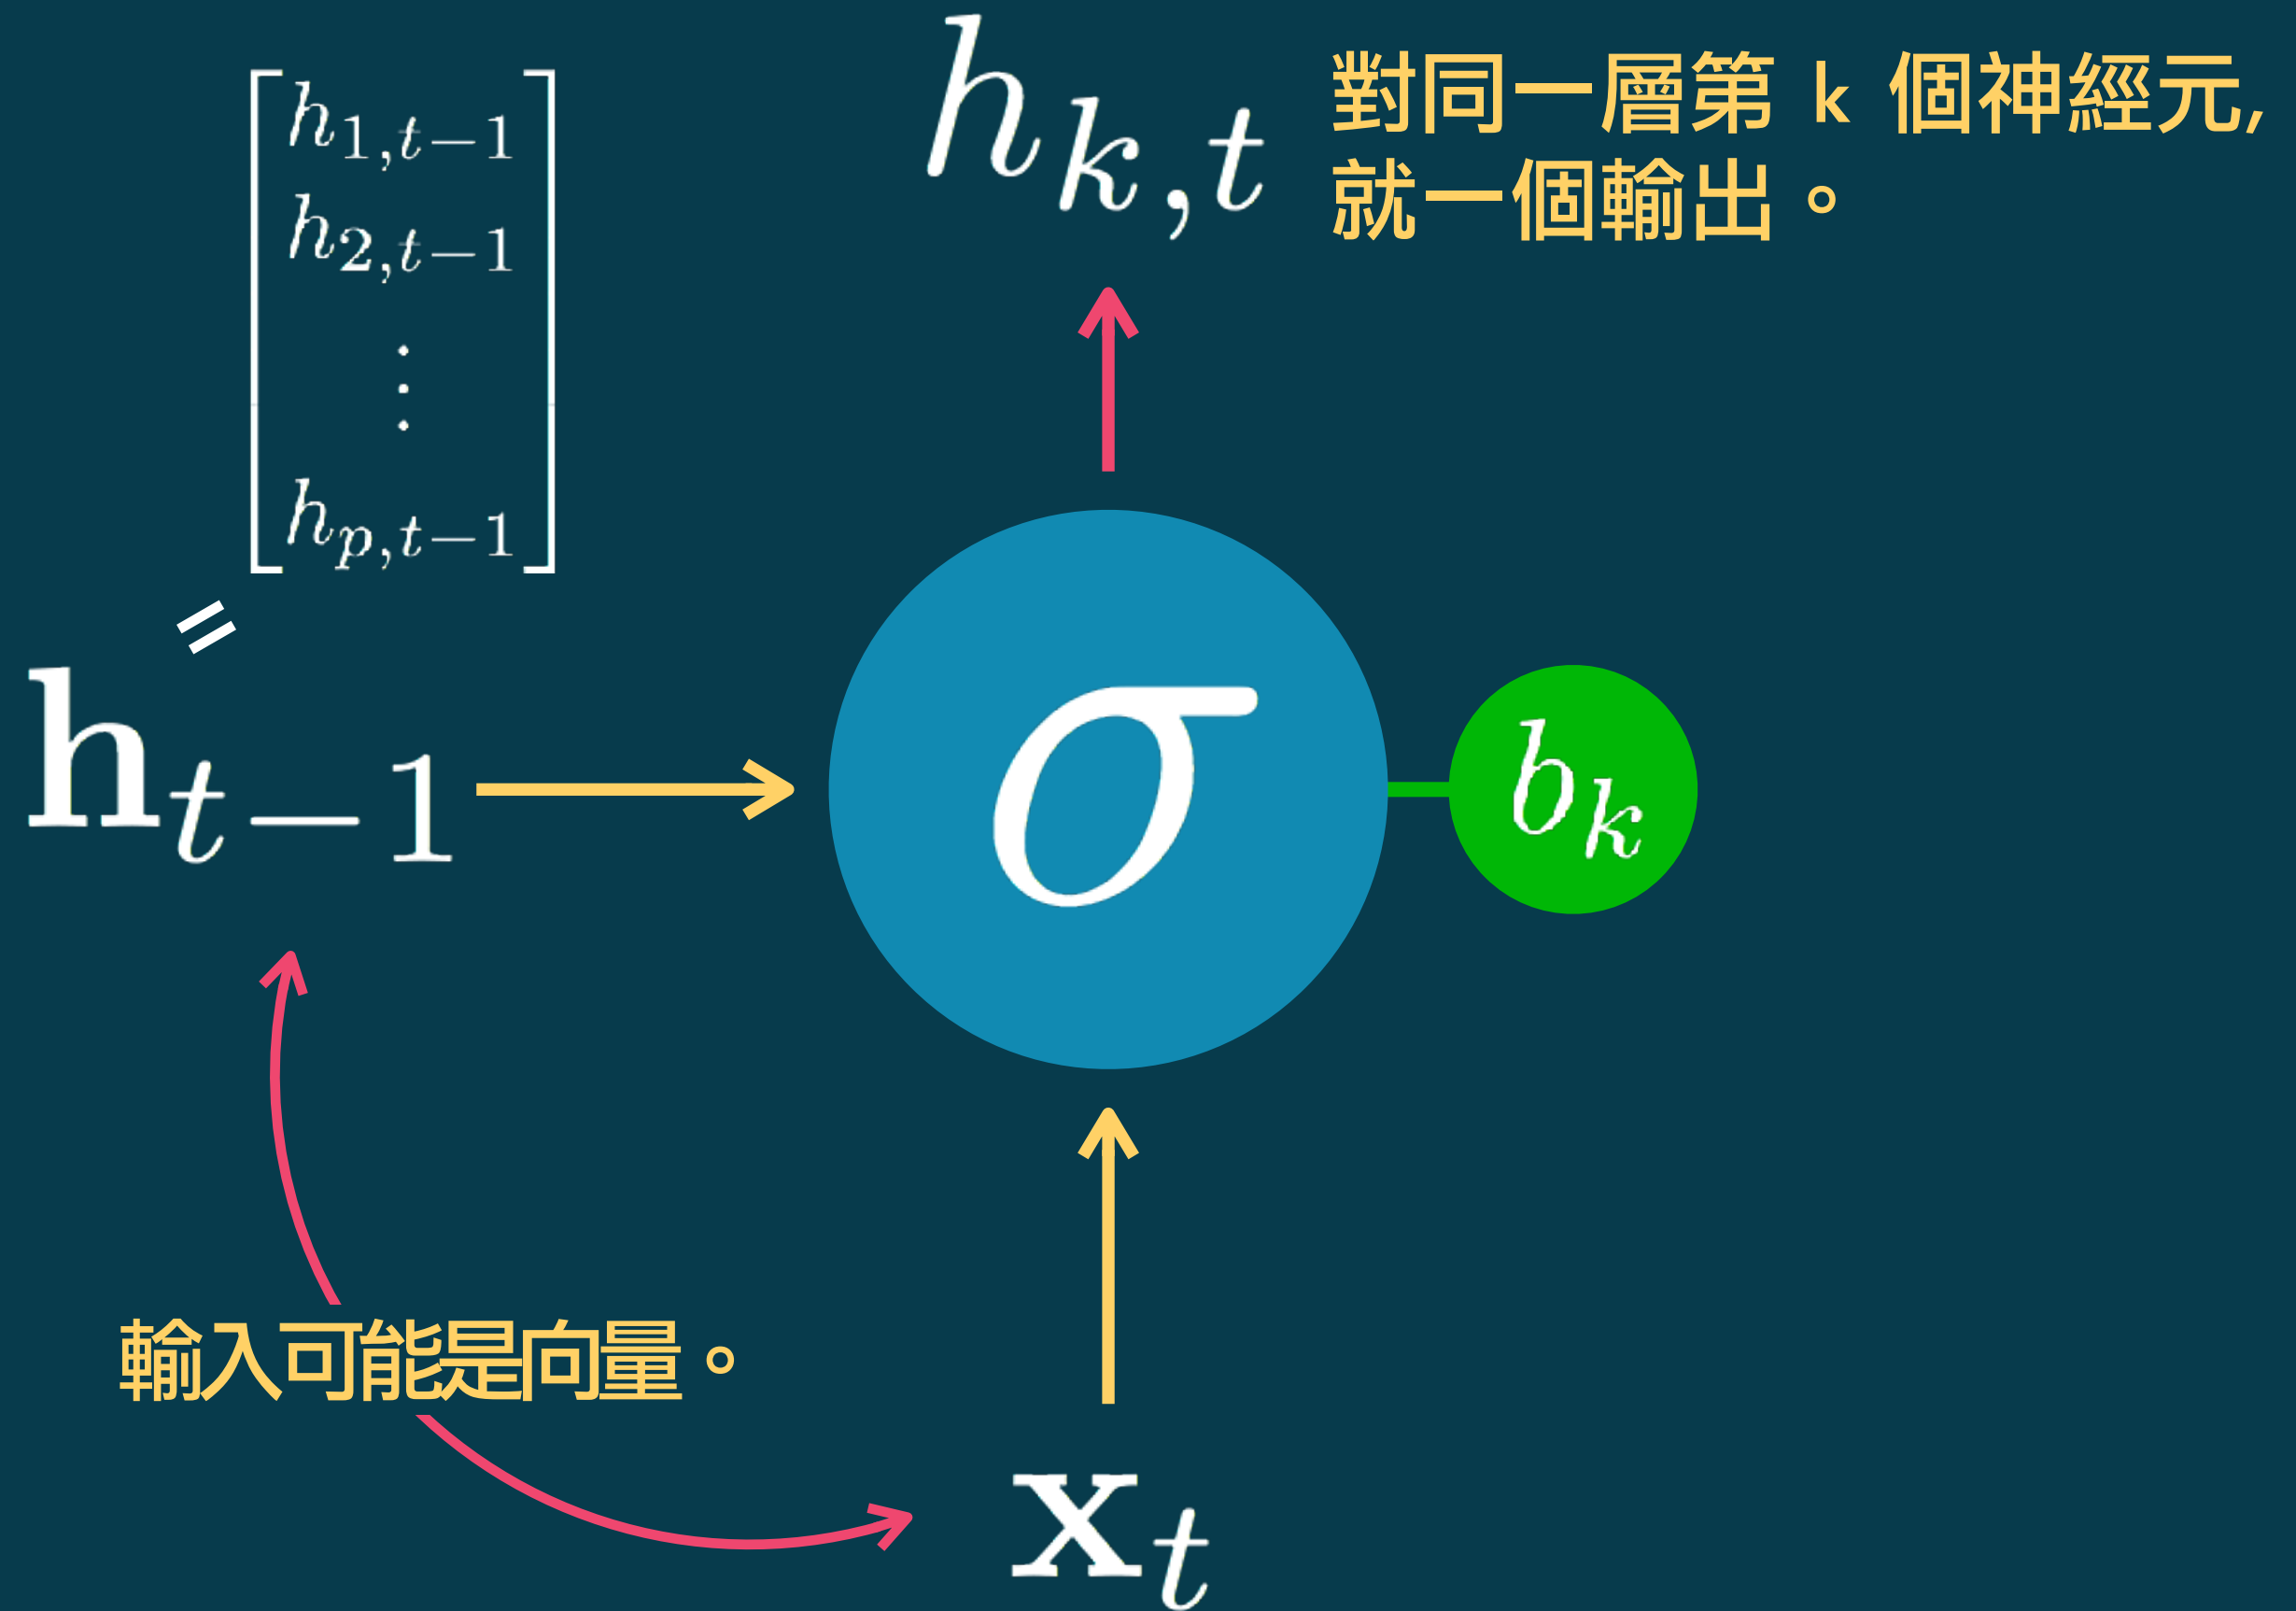 h_{k,t}
對同一層第 k 個神經元,
就一個輸出。
h_{1,t-1}
h_{2,t-1}
⋮
h_{p,t-1}
=
h_{t-1}
σ
b_k
輸入可能是向量。
x_t